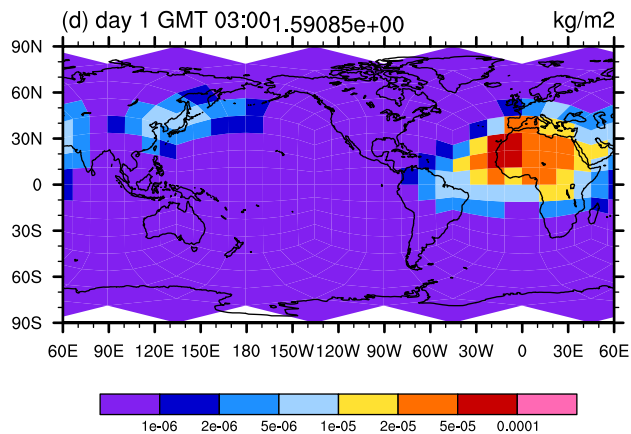 (d) day 1 GMT 03:00 1.59085e+00 kg/m2
90N
60N
30N
0
30S
60S
90S
60E 90E 120E 150E 180 150W 120W 90W 60W 30W 0 30E 60E
1e-06 2e-06 5e-06 1e-05 2e-05 5e-05 0.0001